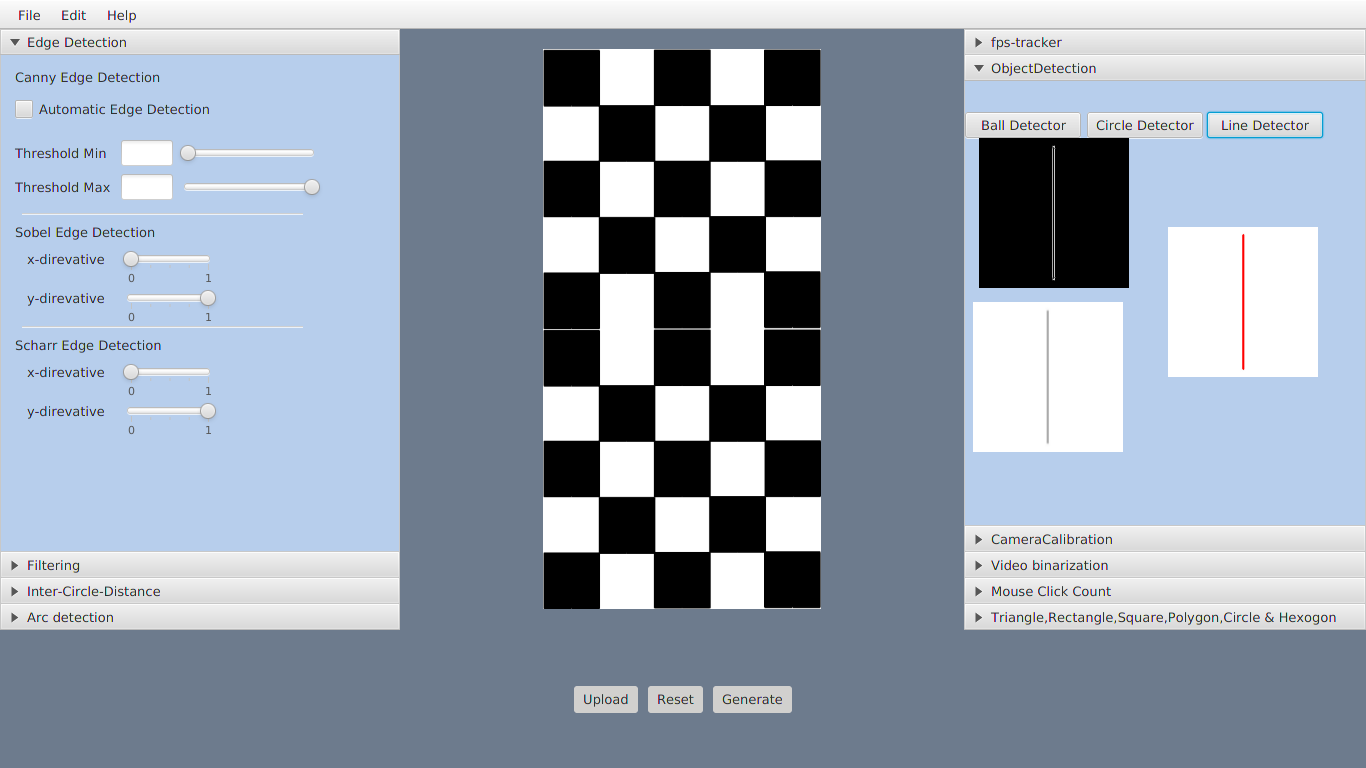 File Edit Help
Edge Detection
Canny Edge Detection
Automatic Edge Detection
Threshold Min
Threshold Max
Sobel Edge Detection
x-direvative
0 1
y-direvative
0 1
Scharr Edge Detection
x-direvative
0 1
y-direvative
0 1
Filtering
Inter-Circle-Distance
Arc detection
fps-tracker
ObjectDetection
Ball Detector Circle Detector Line Detector
CameraCalibration
Video binarization
Mouse Click Count
Triangle,Rectangle,Square,Polygon,Circle & Hexogon
Upload Reset Generate